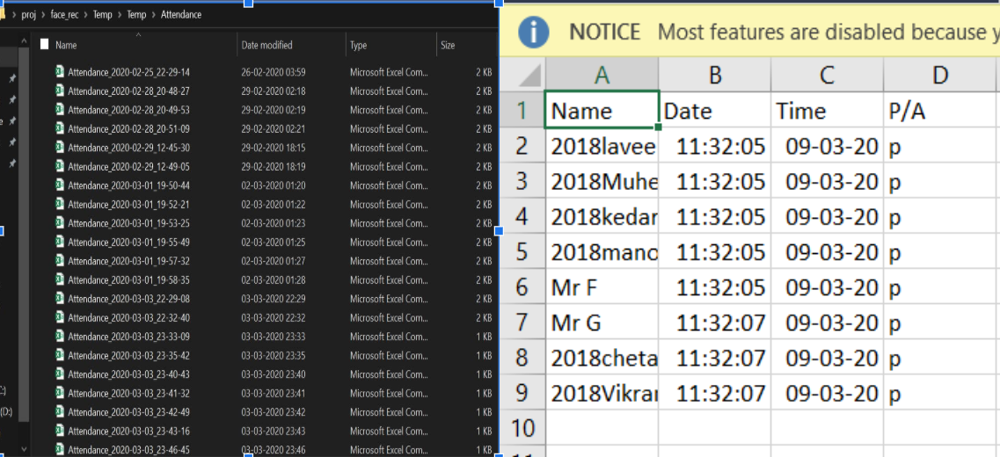 proj > face_rec > Temp > Temp > Attendance
Name Date modified Type Size
Attendance_2020-02-25_22-29-14 26-02-2020 03:59 Microsoft Excel Com... 2 KB
Attendance_2020-02-28_20-48-27 29-02-2020 02:18 Microsoft Excel Com... 2 KB
Attendance_2020-02-28_20-49-53 29-02-2020 02:19 Microsoft Excel Com... 2 KB
Attendance_2020-02-28_20-51-09 29-02-2020 02:21 Microsoft Excel Com... 2 KB
Attendance_2020-02-29_12-45-30 29-02-2020 18:15 Microsoft Excel Com... 2 KB
Attendance_2020-02-29_12-49-05 29-02-2020 18:19 Microsoft Excel Com... 2 KB
Attendance_2020-03-01_19-50-44 02-03-2020 01:20 Microsoft Excel Com... 2 KB
Attendance_2020-03-01_19-52-21 02-03-2020 01:22 Microsoft Excel Com... 2 KB
Attendance_2020-03-01_19-53-25 02-03-2020 01:23 Microsoft Excel Com... 2 KB
Attendance_2020-03-01_19-55-49 02-03-2020 01:25 Microsoft Excel Com... 2 KB
Attendance_2020-03-01_19-57-32 02-03-2020 01:27 Microsoft Excel Com... 2 KB
Attendance_2020-03-01_19-58-35 02-03-2020 01:28 Microsoft Excel Com... 2 KB
Attendance_2020-03-03_22-29-08 03-03-2020 22:29 Microsoft Excel Com... 2 KB
Attendance_2020-03-03_22-32-40 03-03-2020 22:32 Microsoft Excel Com... 2 KB
Attendance_2020-03-03_23-33-09 03-03-2020 23:33 Microsoft Excel Com... 1 KB
Attendance_2020-03-03_23-35-42 03-03-2020 23:35 Microsoft Excel Com... 1 KB
Attendance_2020-03-03_23-40-43 03-03-2020 23:40 Microsoft Excel Com... 1 KB
Attendance_2020-03-03_23-41-32 03-03-2020 23:41 Microsoft Excel Com... 1 KB
Attendance_2020-03-03_23-42-49 03-03-2020 23:42 Microsoft Excel Com... 1 KB
Attendance_2020-03-03_23-43-16 03-03-2020 23:43 Microsoft Excel Com... 1 KB
Attendance_2020-03-03_23-46-45 03-03-2020 23:46 Microsoft Excel Com... 1 KB
(D:)
NOTICE Most features are disabled because y
A B C D
1 Name Date Time P/A
2 2018lavee 11:32:05 09-03-20 p
3 2018Muhe 11:32:05 09-03-20 p
4 2018kedar 11:32:05 09-03-20 p
5 2018mano 11:32:05 09-03-20 p
6 Mr F 11:32:05 09-03-20 p
7 Mr G 11:32:07 09-03-20 p
8 2018cheta 11:32:07 09-03-20 p
9 2018Vikrar 11:32:07 09-03-20 p
10